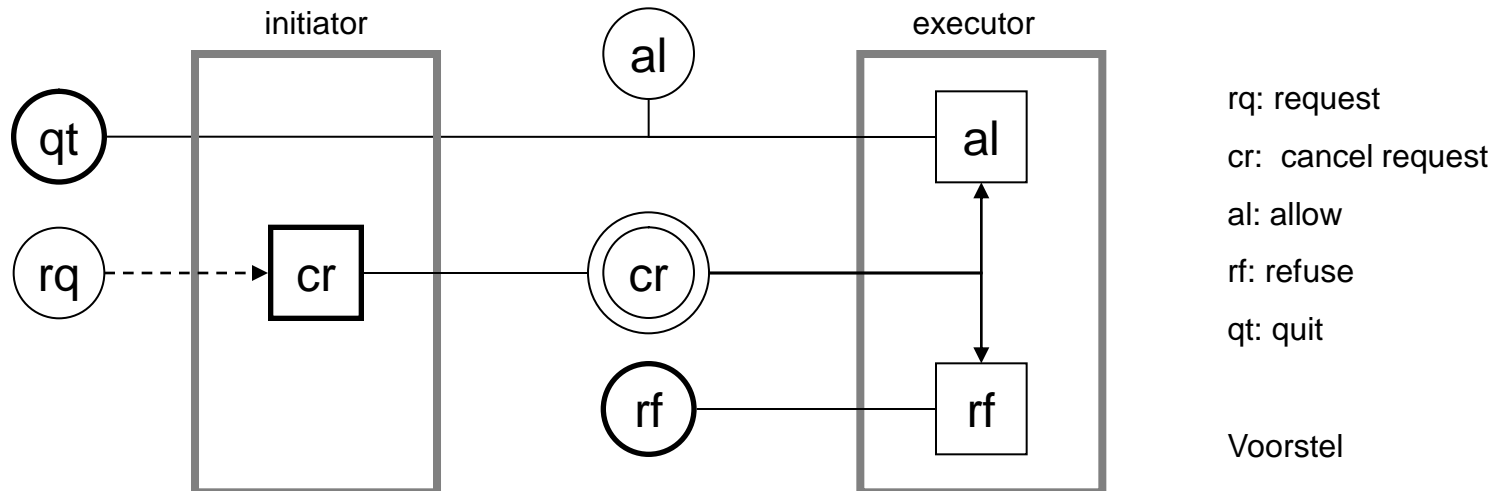 initiator
executor
al
qt
al
rq: request
cr: cancel request
al: allow
rf: refuse
qt: quit
rq
cr
cr
rf
rf
Voorstel